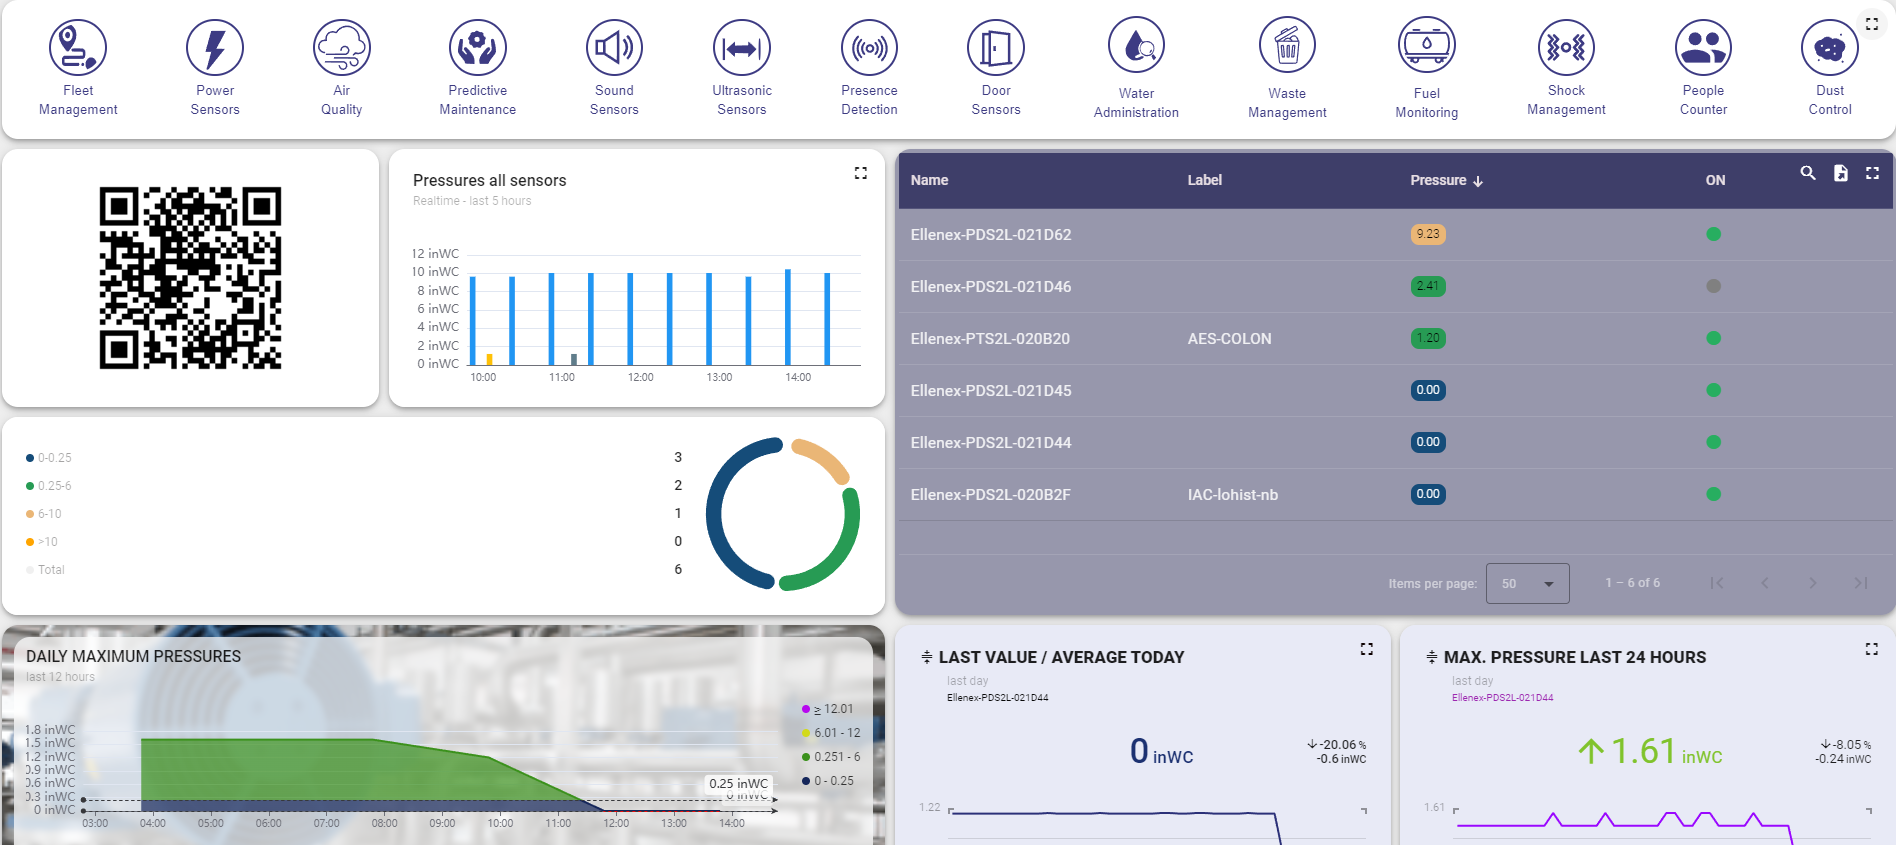 Fleet
Management
Power
Sensors
Air
Quality
Predictive
Maintenance
Sound
Sensors
Ultrasonic
Sensors
Presence
Detection
Door
Sensors
Water
Administration
Waste
Management
Fuel
Monitoring
Shock
Management
People
Counter
Dust
Control
Pressures all sensors
Realtime - last 5 hours
12 inWC
10 inWC
8 inWC
6 inWC
4 inWC
2 inWC
0 inWC
10:00 11:00 12:00 13:00 14:00
Name Label Pressure ON
Ellenex-PDS2L-021D62 9.23
Ellenex-PDS2L-021D46 2.41
Ellenex-PTS2L-020B20 AES-COLON 1.20
Ellenex-PDS2L-021D45 0.00
Ellenex-PDS2L-021D44 0.00
Ellenex-PDS2L-020B2F IAC-lohist-nb 0.00
Items per page: 50 1 – 6 of 6
0-0.25 3
0.25-6 2
6-10 1
>10 0
Total 6
DAILY MAXIMUM PRESSURES
last 12 hours
1.8 inWC
1.5 inWC
1.2 inWC
0.9 inWC
0.6 inWC
0.3 inWC
0 inWC
0.25 inWC
0 inWC
03:00 04:00 05:00 06:00 07:00 08:00 09:00 10:00 11:00 12:00 13:00 14:00
≥ 12.01
6.01 - 12
0.251 - 6
0 - 0.25
LAST VALUE / AVERAGE TODAY
last day
Ellenex-PDS2L-021D44
0 inWC
-20.06 %
-0.6 inWC
1.22
MAX. PRESSURE LAST 24 HOURS
last day
Ellenex-PDS2L-021D44
1.61 inWC
-8.05 %
-0.24 inWC
1.61